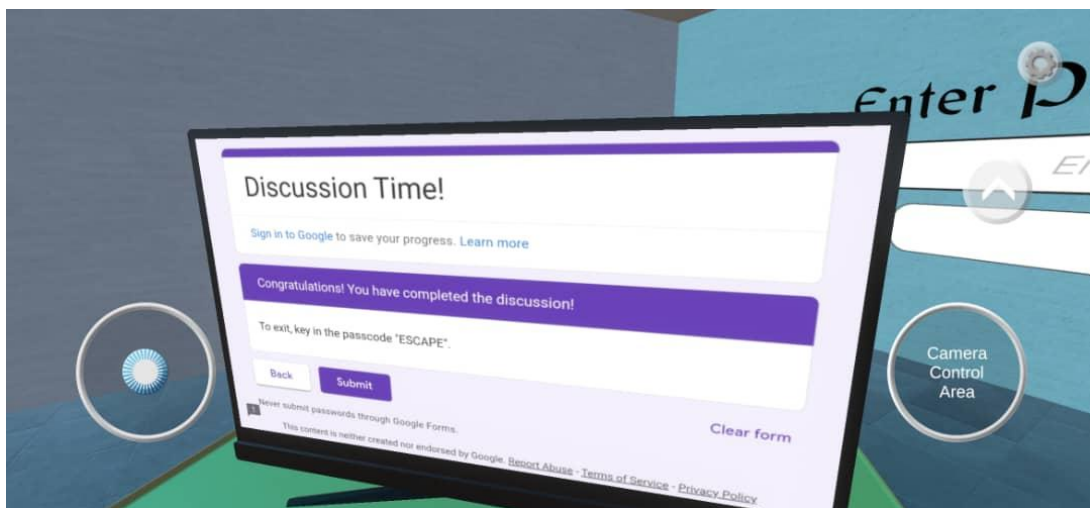 Enter P
Discussion Time!
Sign in to Google to save your progress. Learn more
Congratulations! You have completed the discussion!
To exit, key in the passcode "ESCAPE".
Back
Submit
Never submit passwords through Google Forms.
Clear form
This content is neither created nor endorsed by Google. Report Abuse - Terms of Service - Privacy Policy
Camera
Control
Area